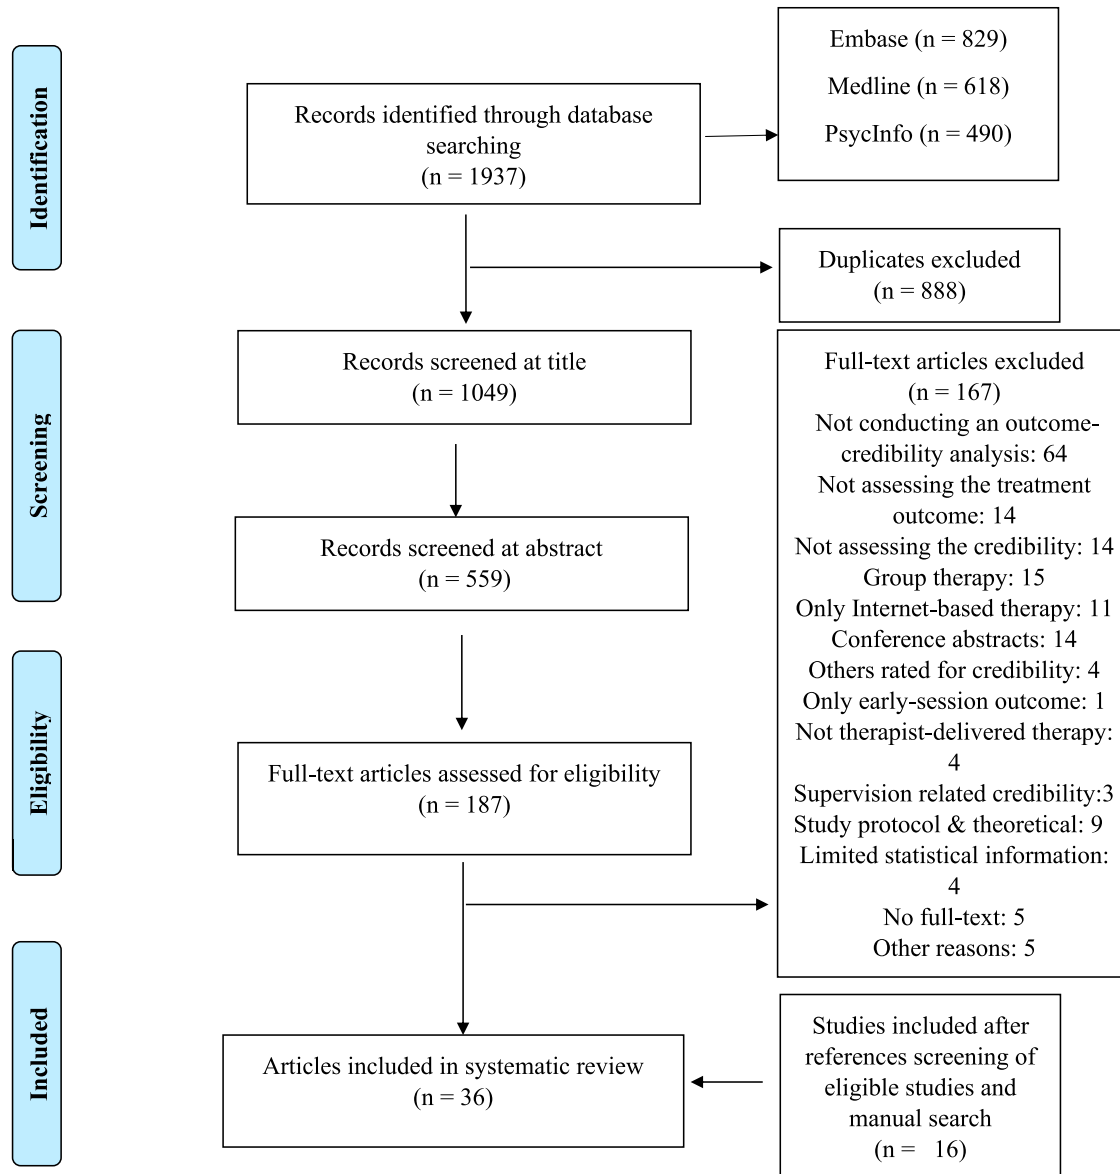 Identification
Records identified through database
searching
(n = 1937)
Embase (n = 829)
Medline (n = 618)
PsycInfo (n = 490)
Duplicates excluded
(n = 888)
Screening
Records screened at title
(n = 1049)
Records screened at abstract
(n = 559)
Full-text articles excluded
(n = 167)
Not conducting an outcome-
credibility analysis: 64
Not assessing the treatment
outcome: 14
Not assessing the credibility: 14
Group therapy: 15
Only Internet-based therapy: 11
Conference abstracts: 14
Others rated for credibility: 4
Only early-session outcome: 1
Not therapist-delivered therapy:
4
Supervision related credibility:3
Study protocol & theoretical: 9
Limited statistical information:
4
No full-text: 5
Other reasons: 5
Eligibility
Full-text articles assessed for eligibility
(n = 187)
Included
Articles included in systematic review
(n = 36)
Studies included after
references screening of
eligible studies and
manual search
(n = 16)